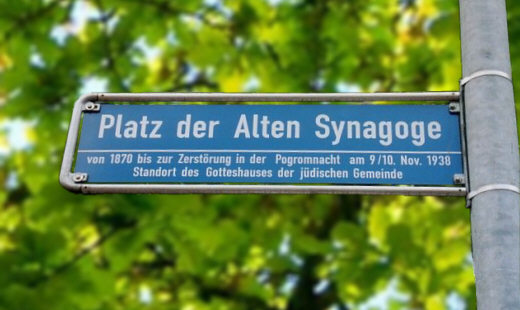 Platz der Alten Synagoge
von 1870 bis zur Zerstörung in der Pogromnacht am 9/10. Nov. 1938
Standort des Gotteshauses der jüdischen Gemeinde